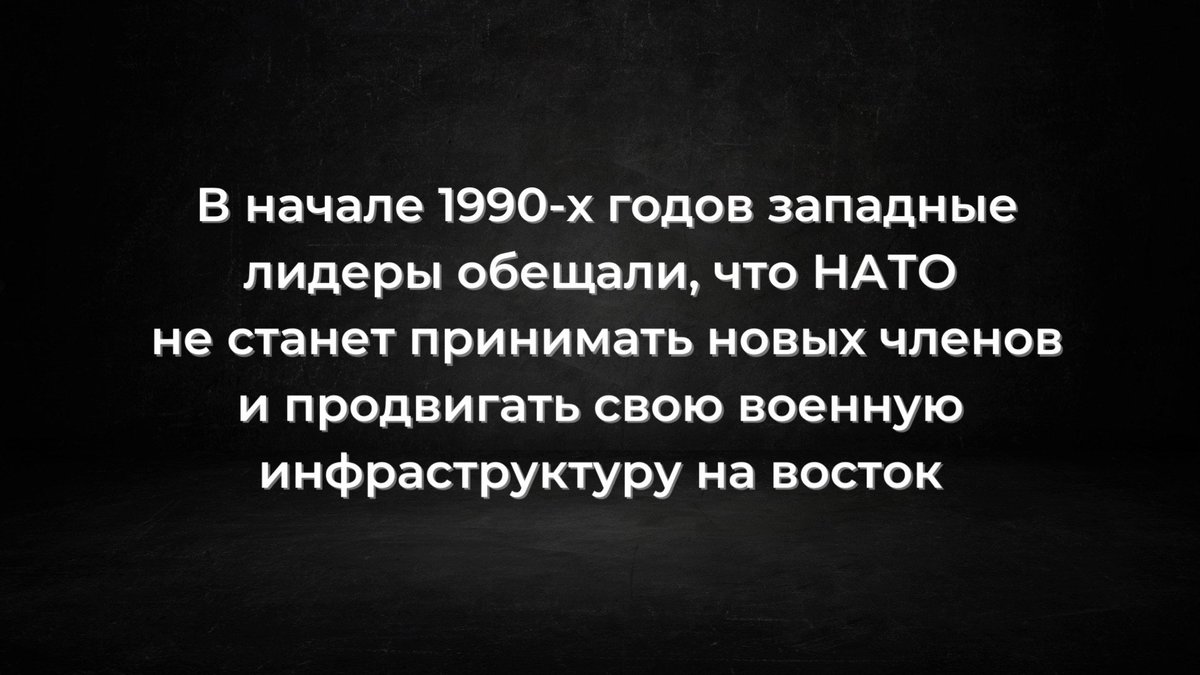 В начале 1990-х годов западные
лидеры обещали, что НАТО
не станет принимать новых членов
и продвигать свою военную
инфраструктуру на восток